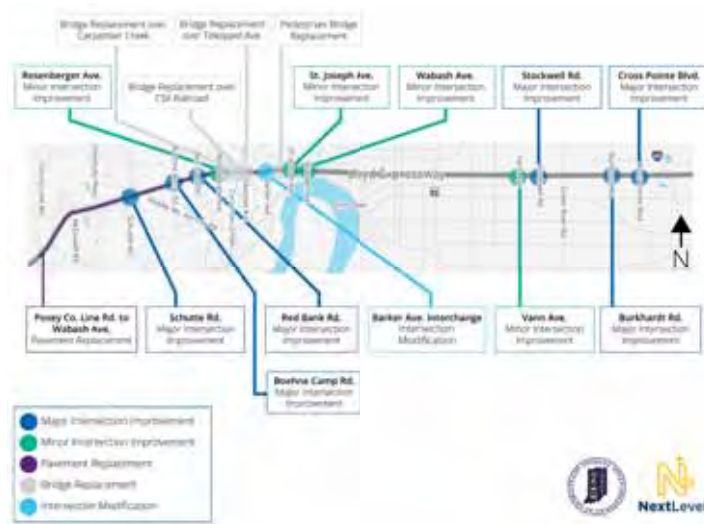 Bridge Replacement over
Carpenter Creek
Bridge Replacement
over Tekoppel Ave.
Pedestrian Bridge
Replacement
Rosenberger Ave.
Minor Intersection
Improvement
Bridge Replacement over
CSX Railroad
St. Joseph Ave.
Minor Intersection
Improvement
Wabash Ave.
Minor Intersection
Improvement
Stockwell Rd.
Major Intersection
Improvement
Cross Pointe Blvd.
Major Intersection
Improvement
Lloyd Expressway
N
Posey Co. Line Rd. to
Wabash Ave.
Pavement Replacement
Schutte Rd.
Major Intersection
Improvement
Red Bank Rd.
Major Intersection
Improvement
Barker Ave. Interchange
Intersection
Modification
Vann Ave.
Minor Intersection
Improvement
Burkhardt Rd.
Major Intersection
Improvement
Boehne Camp Rd.
Major Intersection
Improvement
Major Intersection Improvement
Minor Intersection Improvement
Pavement Replacement
Bridge Replacement
Intersection Modification
NextLevel